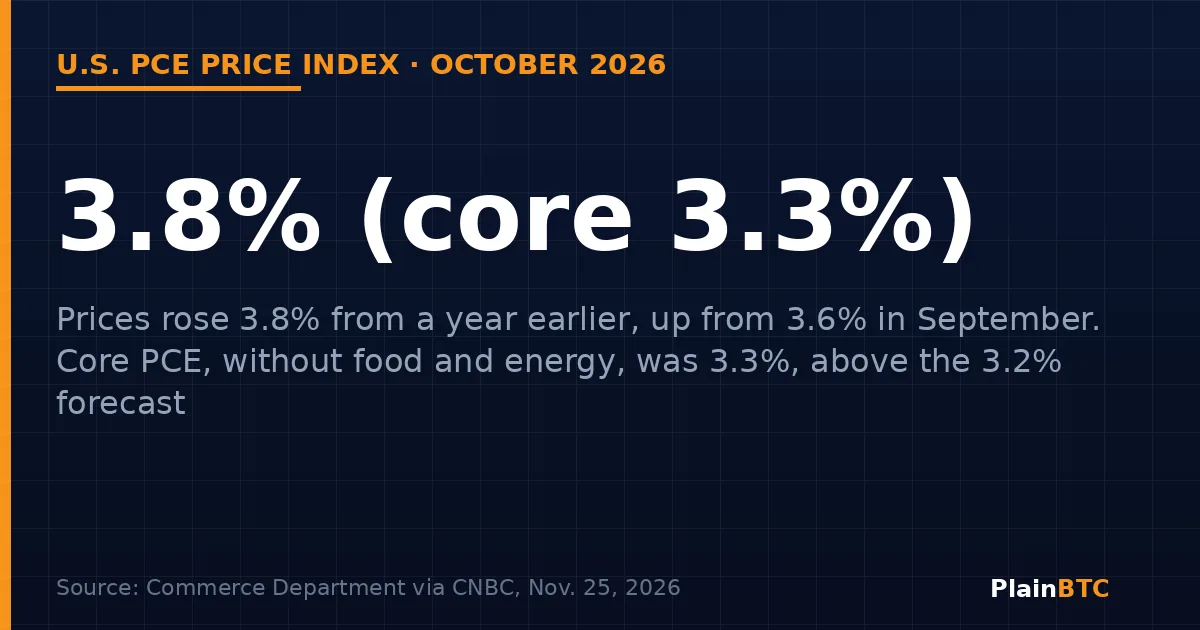 U.S. PCE PRICE INDEX · OCTOBER 2026
3.8% (core 3.3%)
Prices rose 3.8% from a year earlier, up from 3.6% in September.
Core PCE, without food and energy, was 3.3%, above the 3.2%
forecast
Source: Commerce Department via CNBC, Nov. 25, 2026
PlainBTC